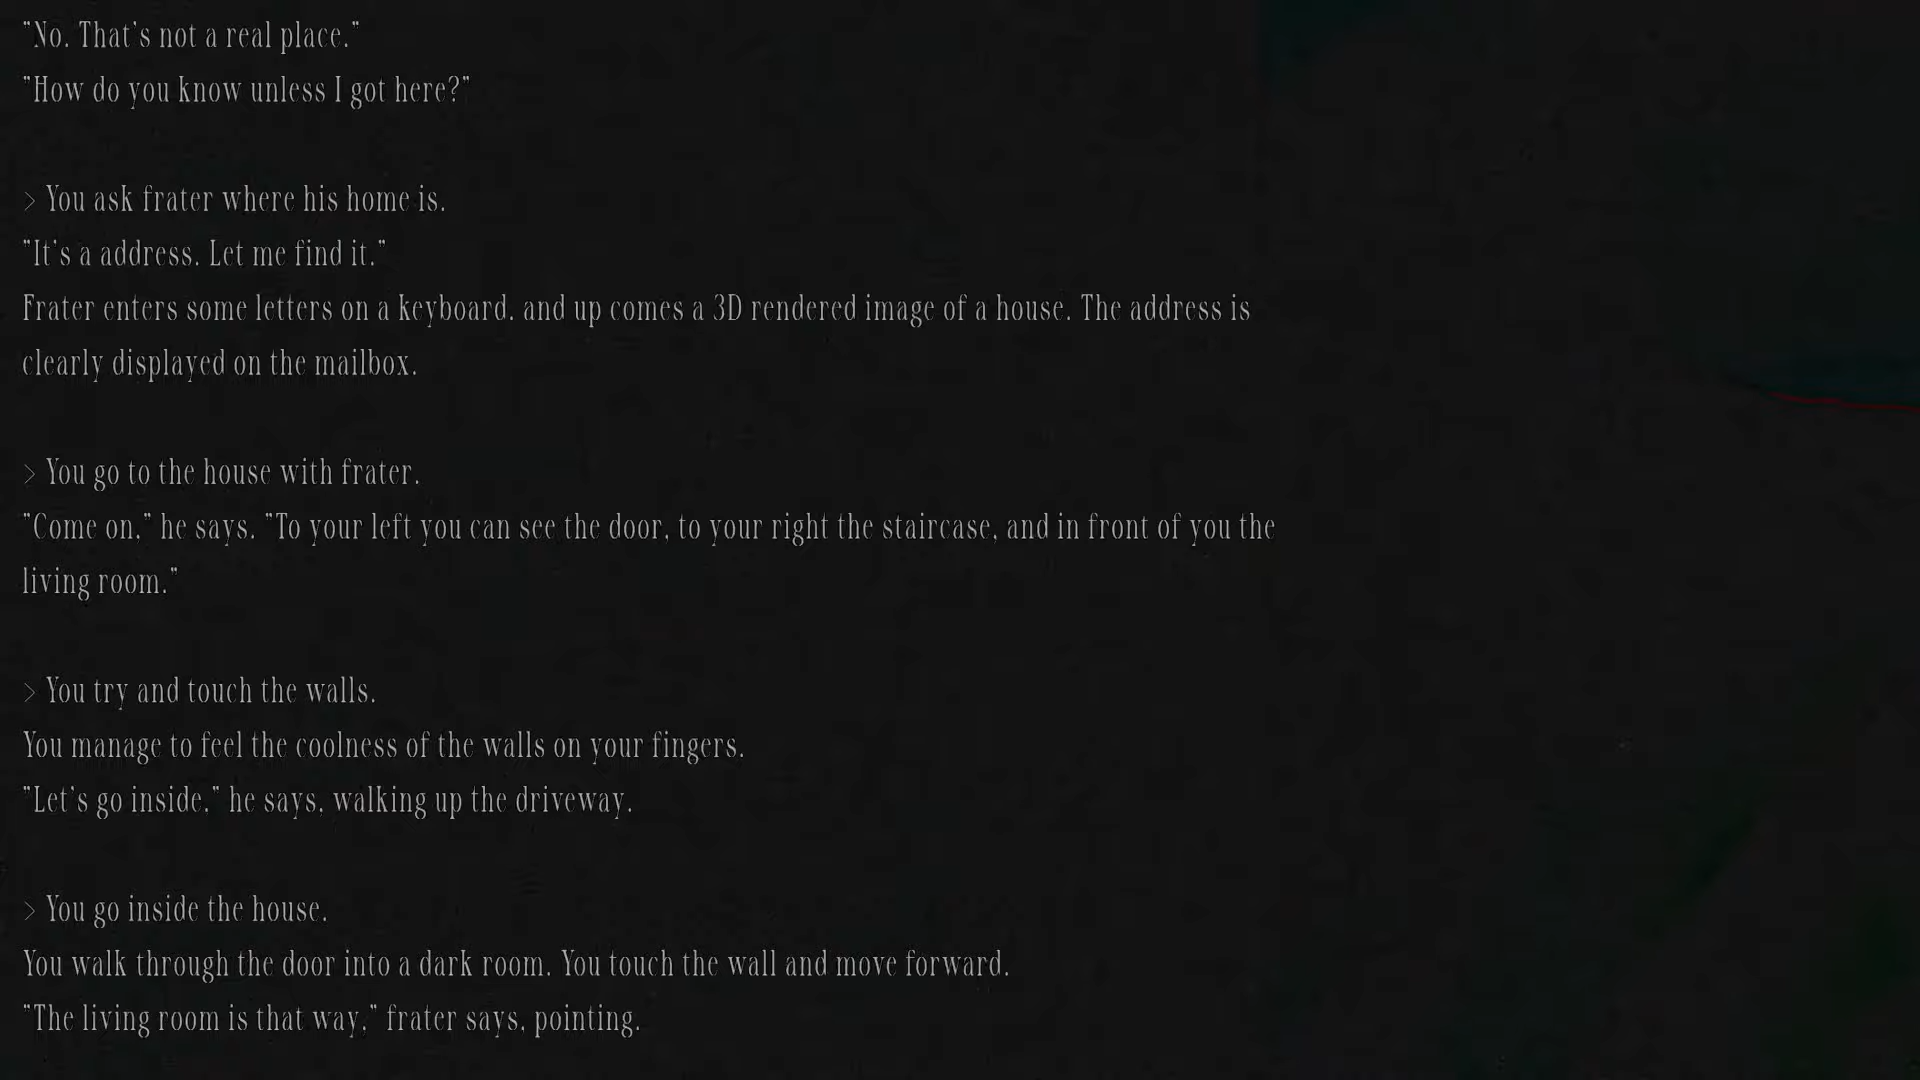 "No. That's not a real place."
"How do you know unless I got here?"
> You ask frater where his home is.
"It's a address. Let me find it."
Frater enters some letters on a keyboard, and up comes a 3D rendered image of a house. The address is
clearly displayed on the mailbox.
> You go to the house with frater.
"Come on," he says. "To your left you can see the door, to your right the staircase, and in front of you the
living room."
> You try and touch the walls.
You manage to feel the coolness of the walls on your fingers.
"Let's go inside," he says, walking up the driveway.
> You go inside the house.
You walk through the door into a dark room. You touch the wall and move forward.
"The living room is that way," frater says, pointing.